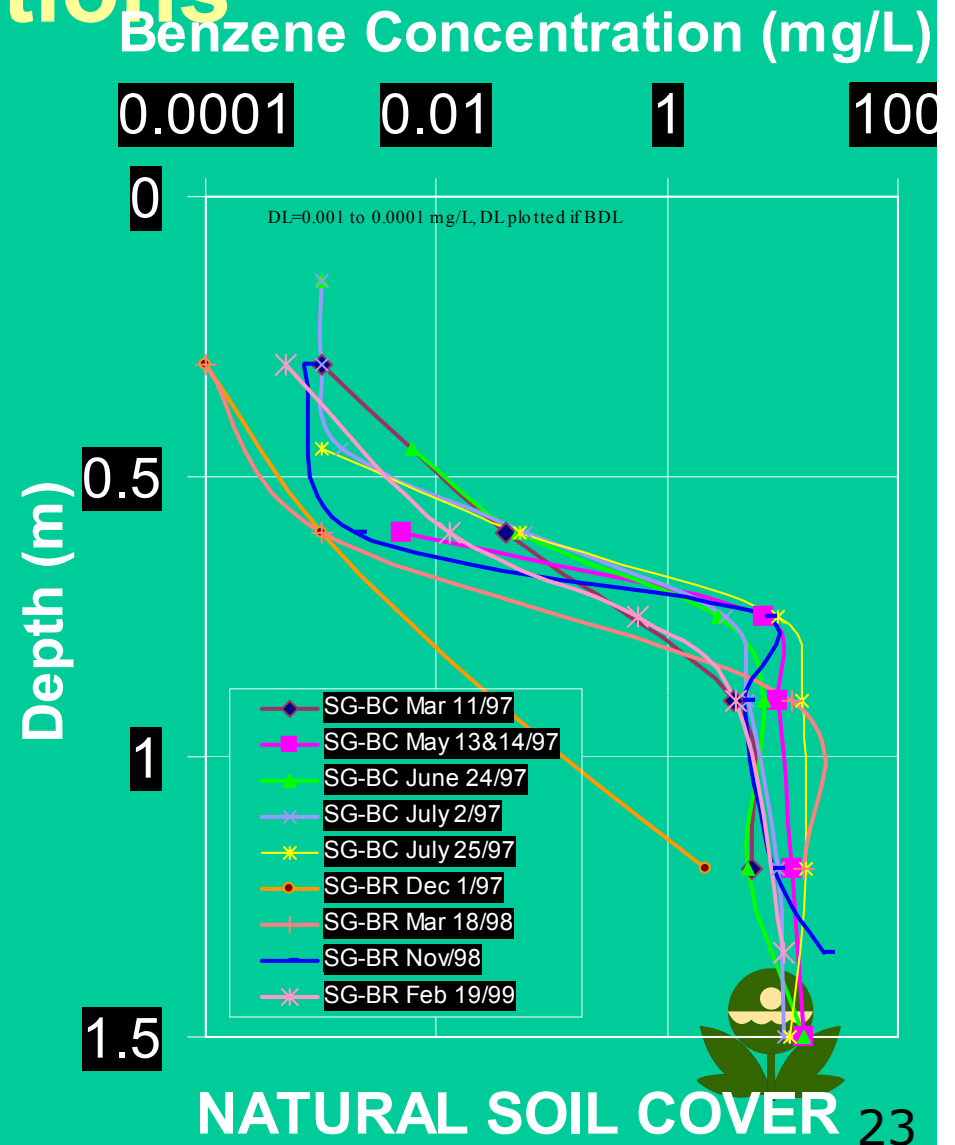 tions
Benzene Concentration (mg/L)
0.0001 0.01 1 100
0
DL=0.001 to 0.0001 mg/L, DL plotted if BDL
0.5
Depth (m)
SG-BC Mar 11/97
SG-BC May 13&14/97
1
SG-BC June 24/97
SG-BC July 2/97
SG-BC July 25/97
SG-BR Dec 1/97
SG-BR Mar 18/98
SG-BR Nov/98
SG-BR Feb 19/99
1.5
NATURAL SOIL COVER 23